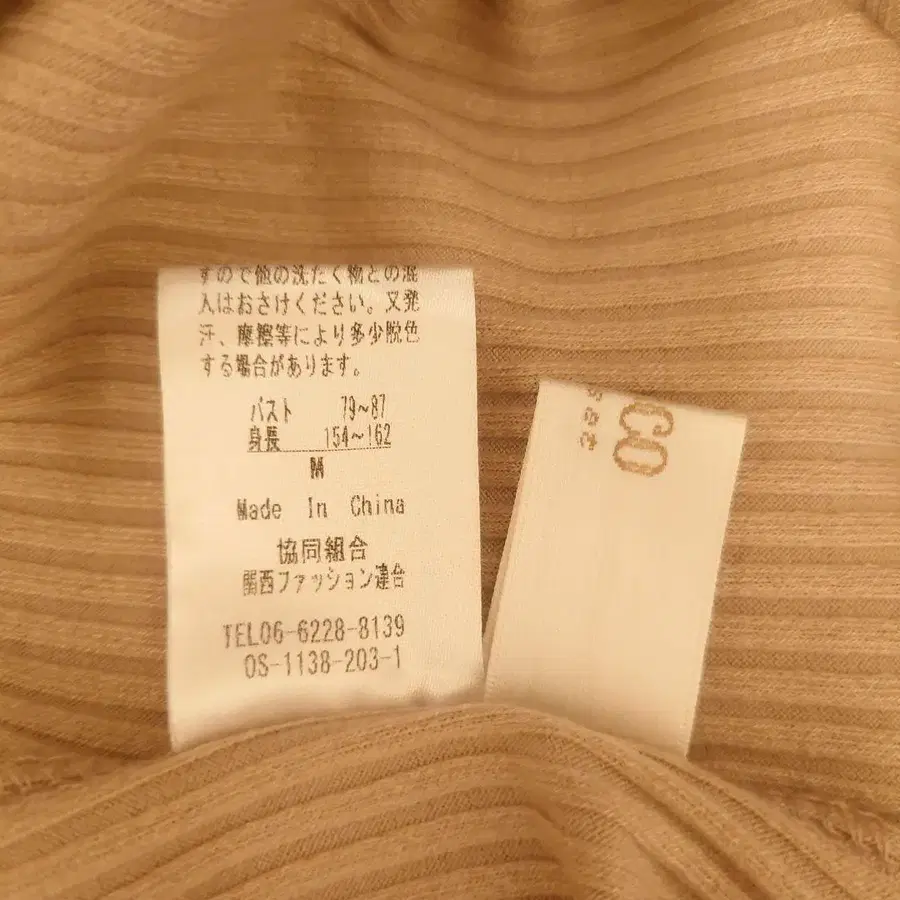 すので他の洗たく物との混
入はおさけください。又発
汗、摩擦等により多少脱色
する場合があります。
バスト 79~87
身長 154~162
M
Made In China
協同組合
関西ファッション連合
TEL06-6228-8139
OS-1138-203-1
CO